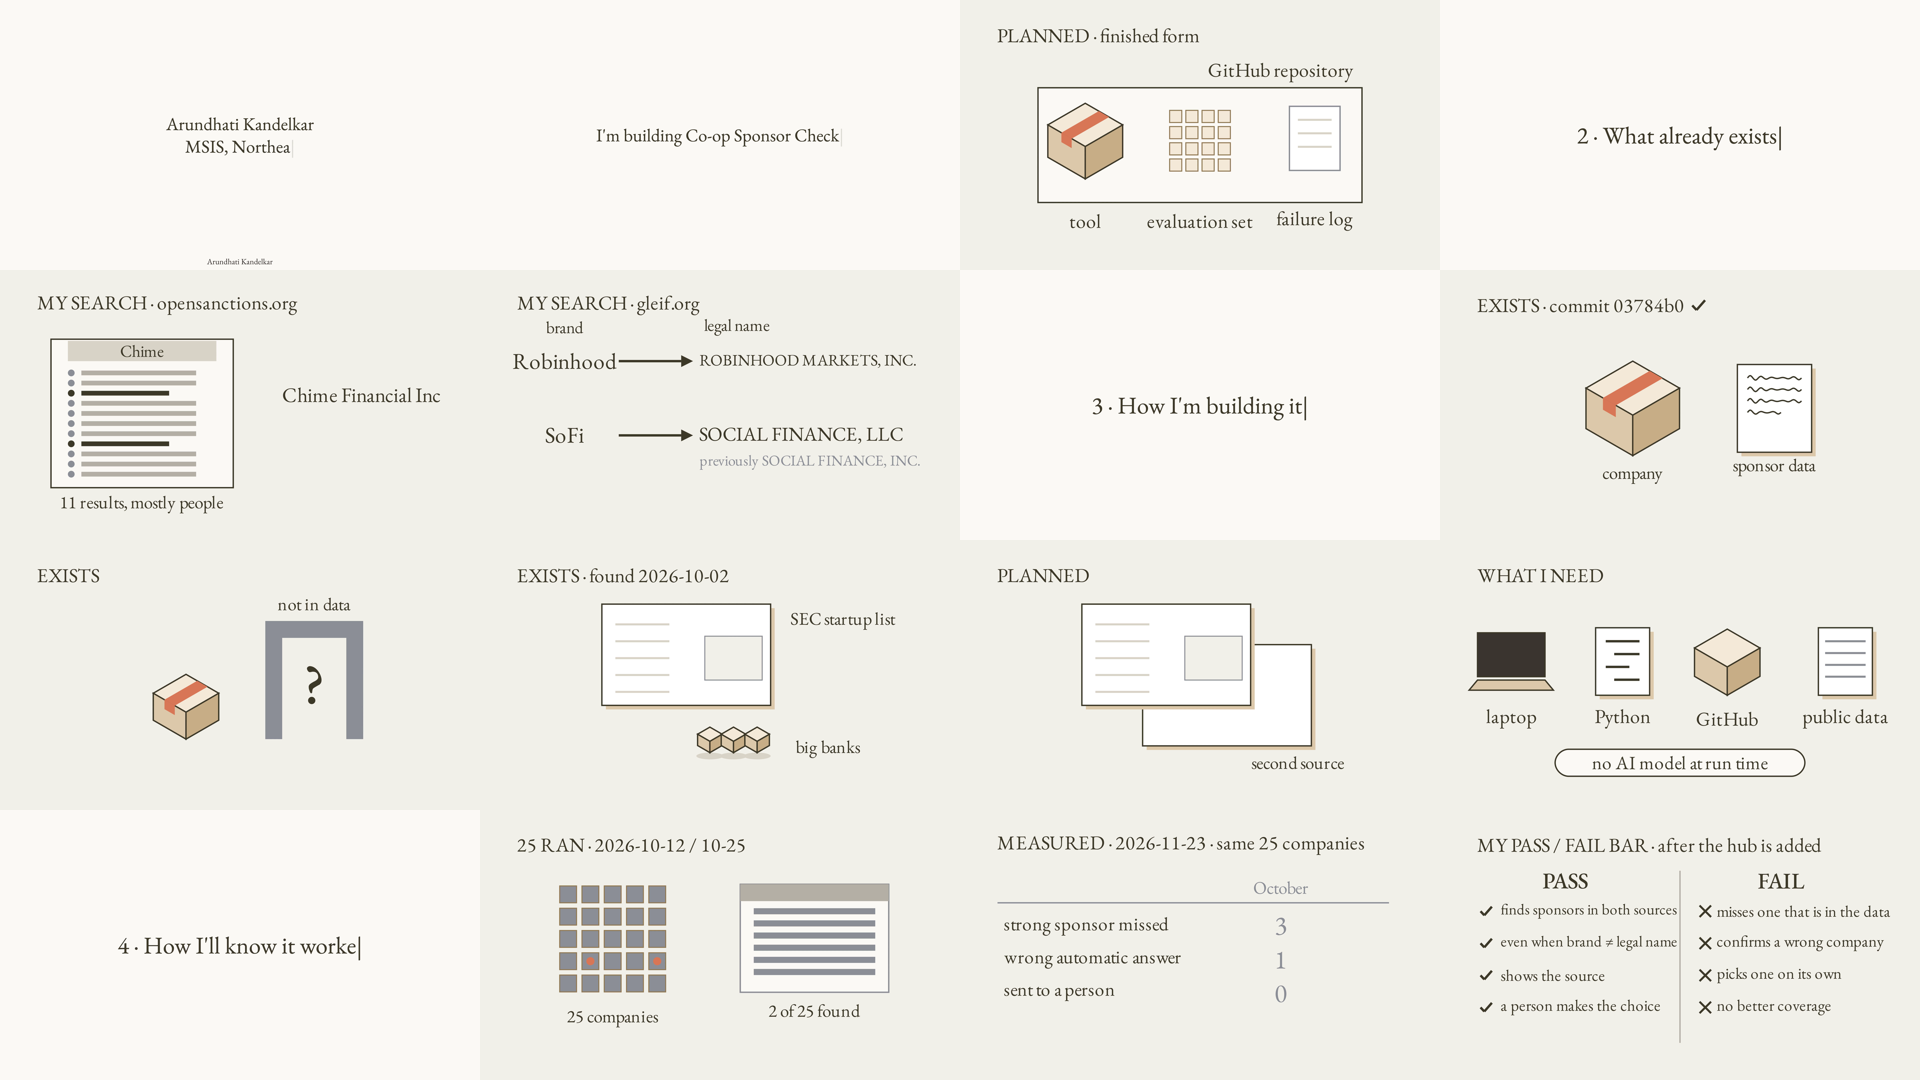 Arundhati Kandelkar
MSIS, Northea
Arundhati Kandelkar
I'm building Co-op Sponsor Check
PLANNED · finished form
GitHub repository
tool
evaluation set
failure log
2 · What already exists
MY SEARCH · opensanctions.org
Chime
Chime Financial Inc
11 results, mostly people
MY SEARCH · gleif.org
brand
legal name
Robinhood
ROBINHOOD MARKETS, INC.
SoFi
SOCIAL FINANCE, LLC
previously SOCIAL FINANCE, INC.
3 · How I'm building it
EXISTS · commit 03784b0 ✓
company
sponsor data
EXISTS
not in data
?
EXISTS · found 2026-10-02
SEC startup list
big banks
PLANNED
second source
WHAT I NEED
laptop
Python
GitHub
public data
no AI model at run time
4 · How I'll know it worke
25 RAN · 2026-10-12 / 10-25
25 companies
2 of 25 found
MEASURED · 2026-11-23 · same 25 companies
October
strong sponsor missed 3
wrong automatic answer 1
sent to a person 0
MY PASS / FAIL BAR · after the hub is added
PASS
✓ finds sponsors in both sources
✓ even when brand ≠ legal name
✓ shows the source
✓ a person makes the choice
FAIL
✕ misses one that is in the data
✕ confirms a wrong company
✕ picks one on its own
✕ no better coverage